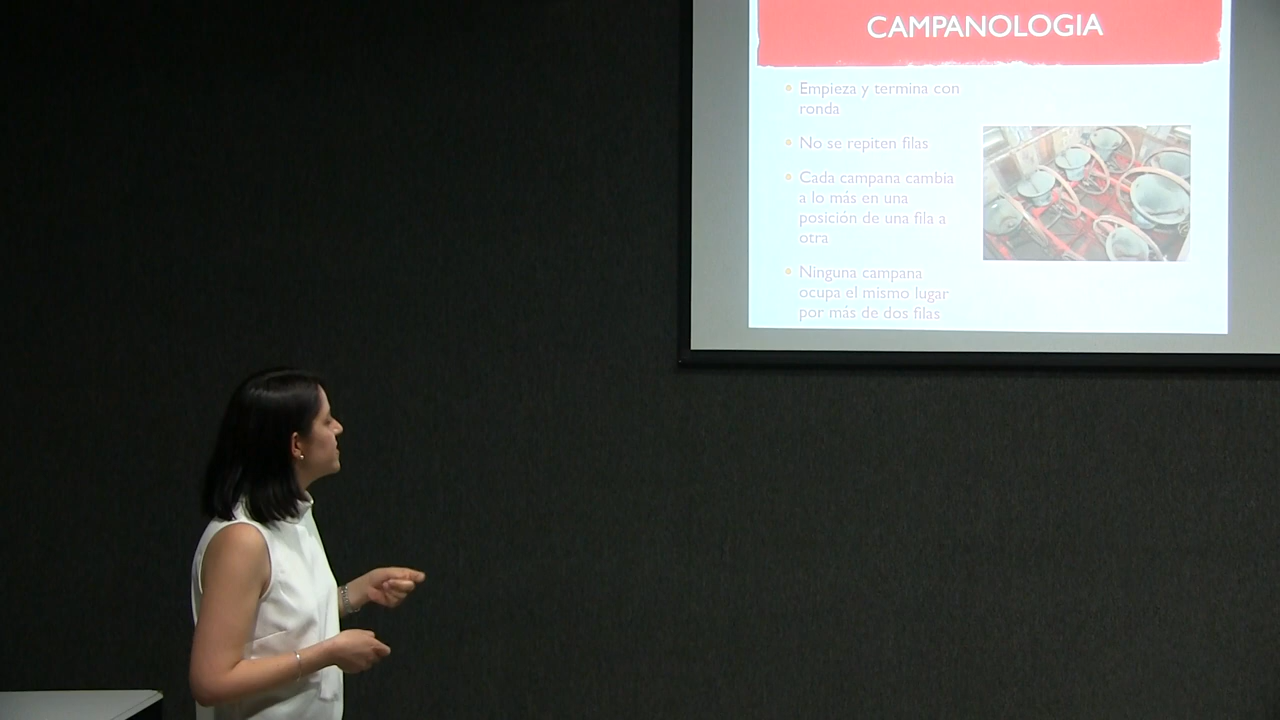 CAMPANOLOGIA
Empieza y termina con
ronda
No se repiten filas
Cada campana cambia
a lo más en una
posición de una fila a
otra
Ninguna campana
ocupa el mismo lugar
por más de dos filas